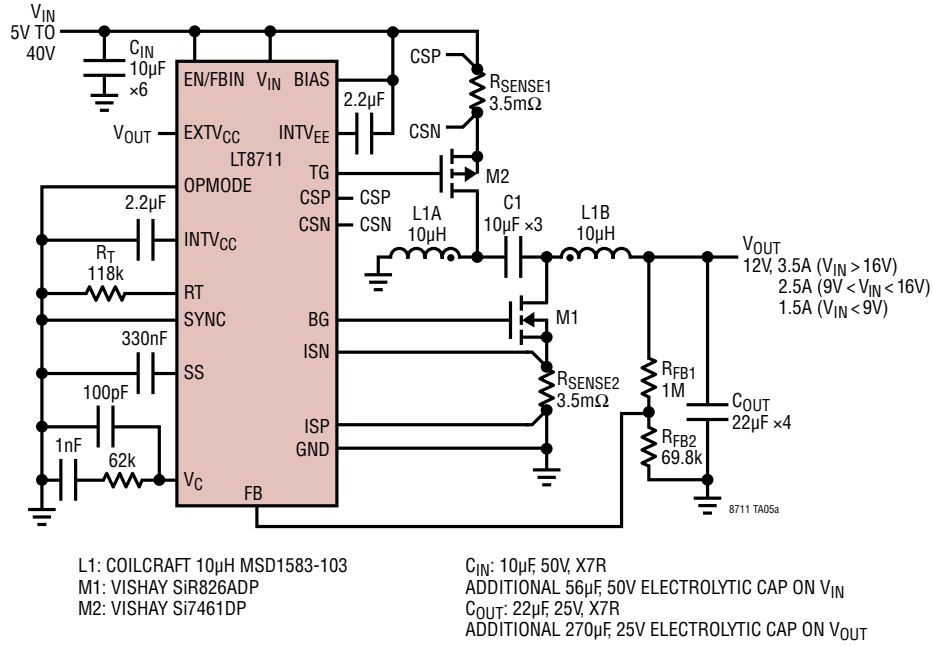 VIN
5V TO
40V
CIN
10µF
×6
EN/FBIN VIN BIAS
2.2µF
CSP
RSENSE1
3.5mΩ
CSN
VOUT
EXTVCC
INTVEE
LT8711
TG
M2
OPMODE
CSP CSP
CSN CSN
2.2µF
INTVCC
L1A
10µH
C1
10µF ×3
L1B
10µH
VOUT
12V, 3.5A (VIN > 16V)
2.5A (9V < VIN < 16V)
1.5A (VIN < 9V)
RT
118k
RT
SYNC
BG
M1
330nF
SS
ISN
RSENSE2
3.5mΩ
RFB1
1M
COUT
22µF ×4
100pF
ISP
RFB2
69.8k
1nF
62k
VC
GND
FB
8711 TA05a
L1: COILCRAFT 10µH MSD1583-103
M1: VISHAY SiR826ADP
M2: VISHAY Si7461DP
CIN: 10µF, 50V, X7R
ADDITIONAL 56µF, 50V ELECTROLYTIC CAP ON VIN
COUT: 22µF, 25V, X7R
ADDITIONAL 270µF, 25V ELECTROLYTIC CAP ON VOUT